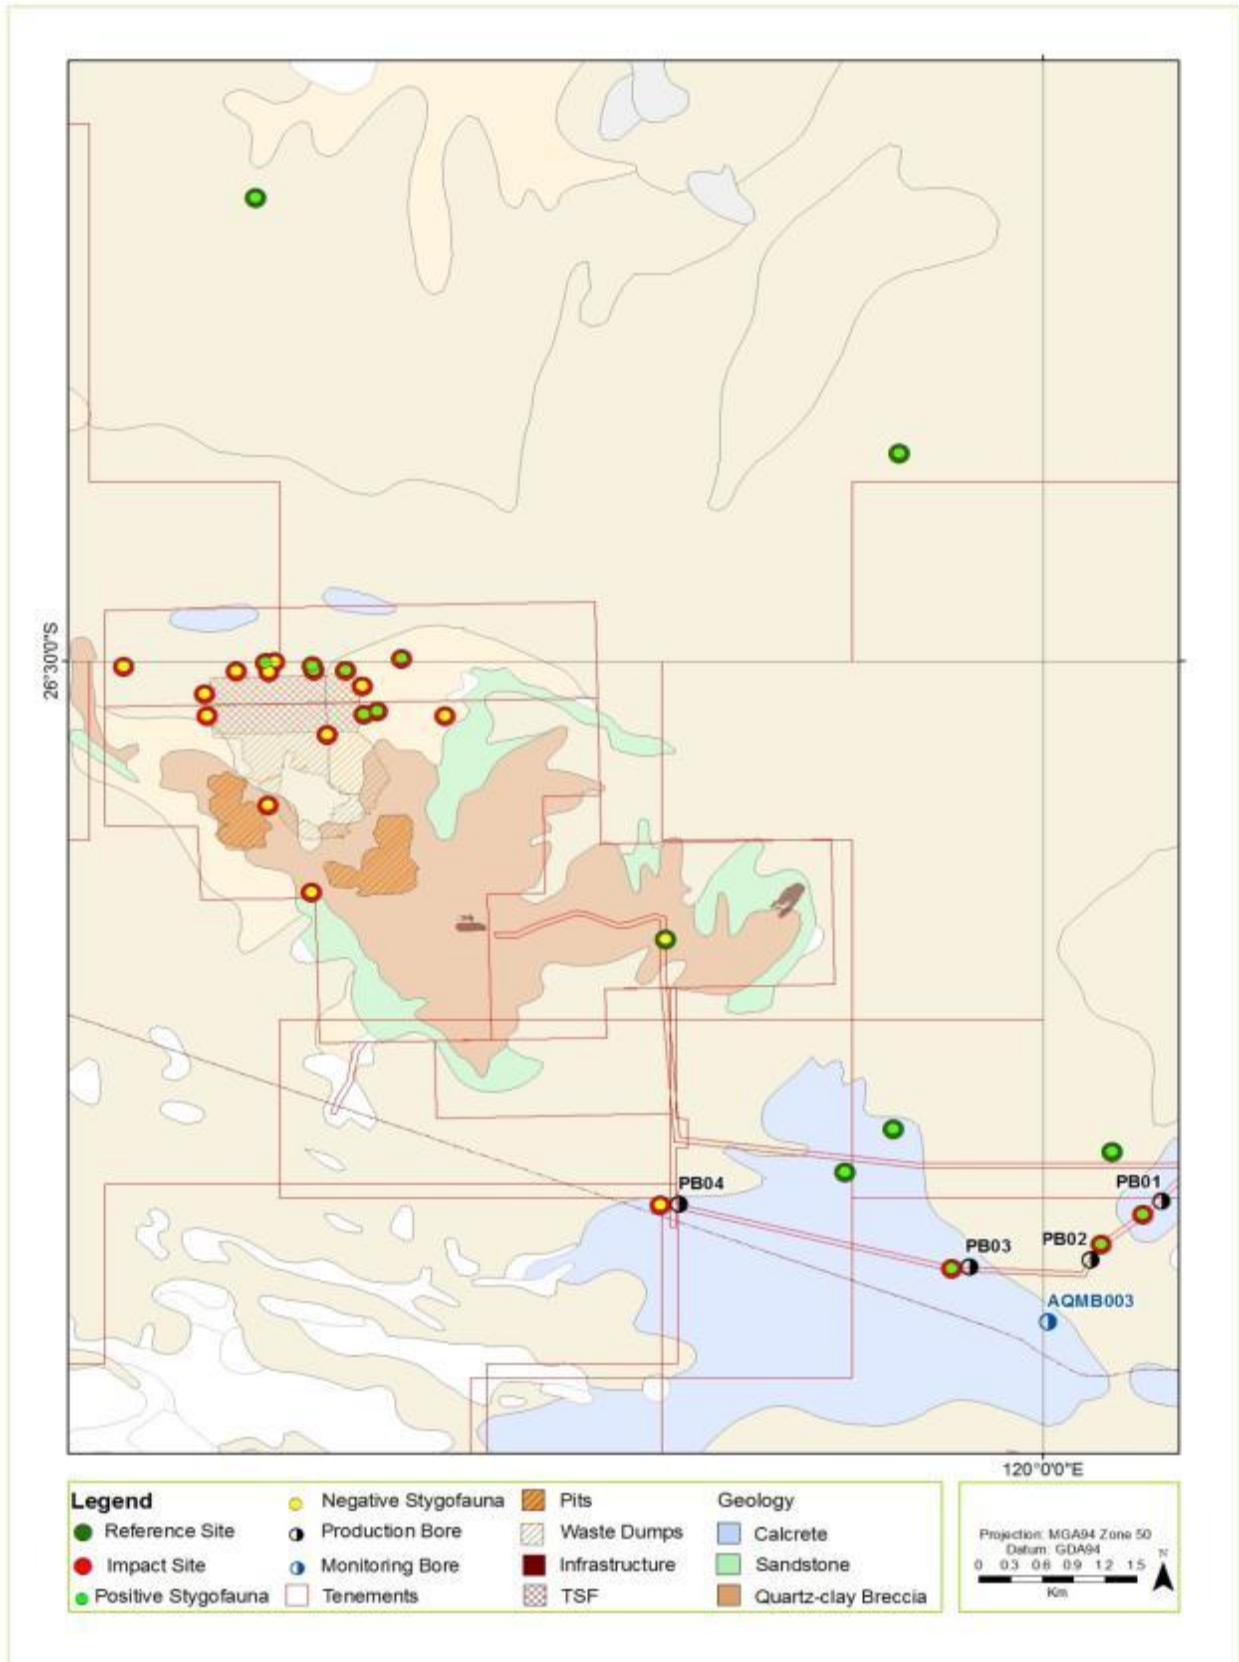 26°30'0"S
PB04
PB01
PB02
PB03
AQMB003
120°0'0"E
Legend
Reference Site
Impact Site
Positive Stygofauna
Negative Stygofauna
Production Bore
Monitoring Bore
Tenements
Pits
Waste Dumps
Infrastructure
TSF
Geology
Calcrete
Sandstone
Quartz-clay Breccia
Projection: MGA94 Zone 50
Datum: GDA94
0 0.3 0.6 0.9 1.2 1.5
Km
N